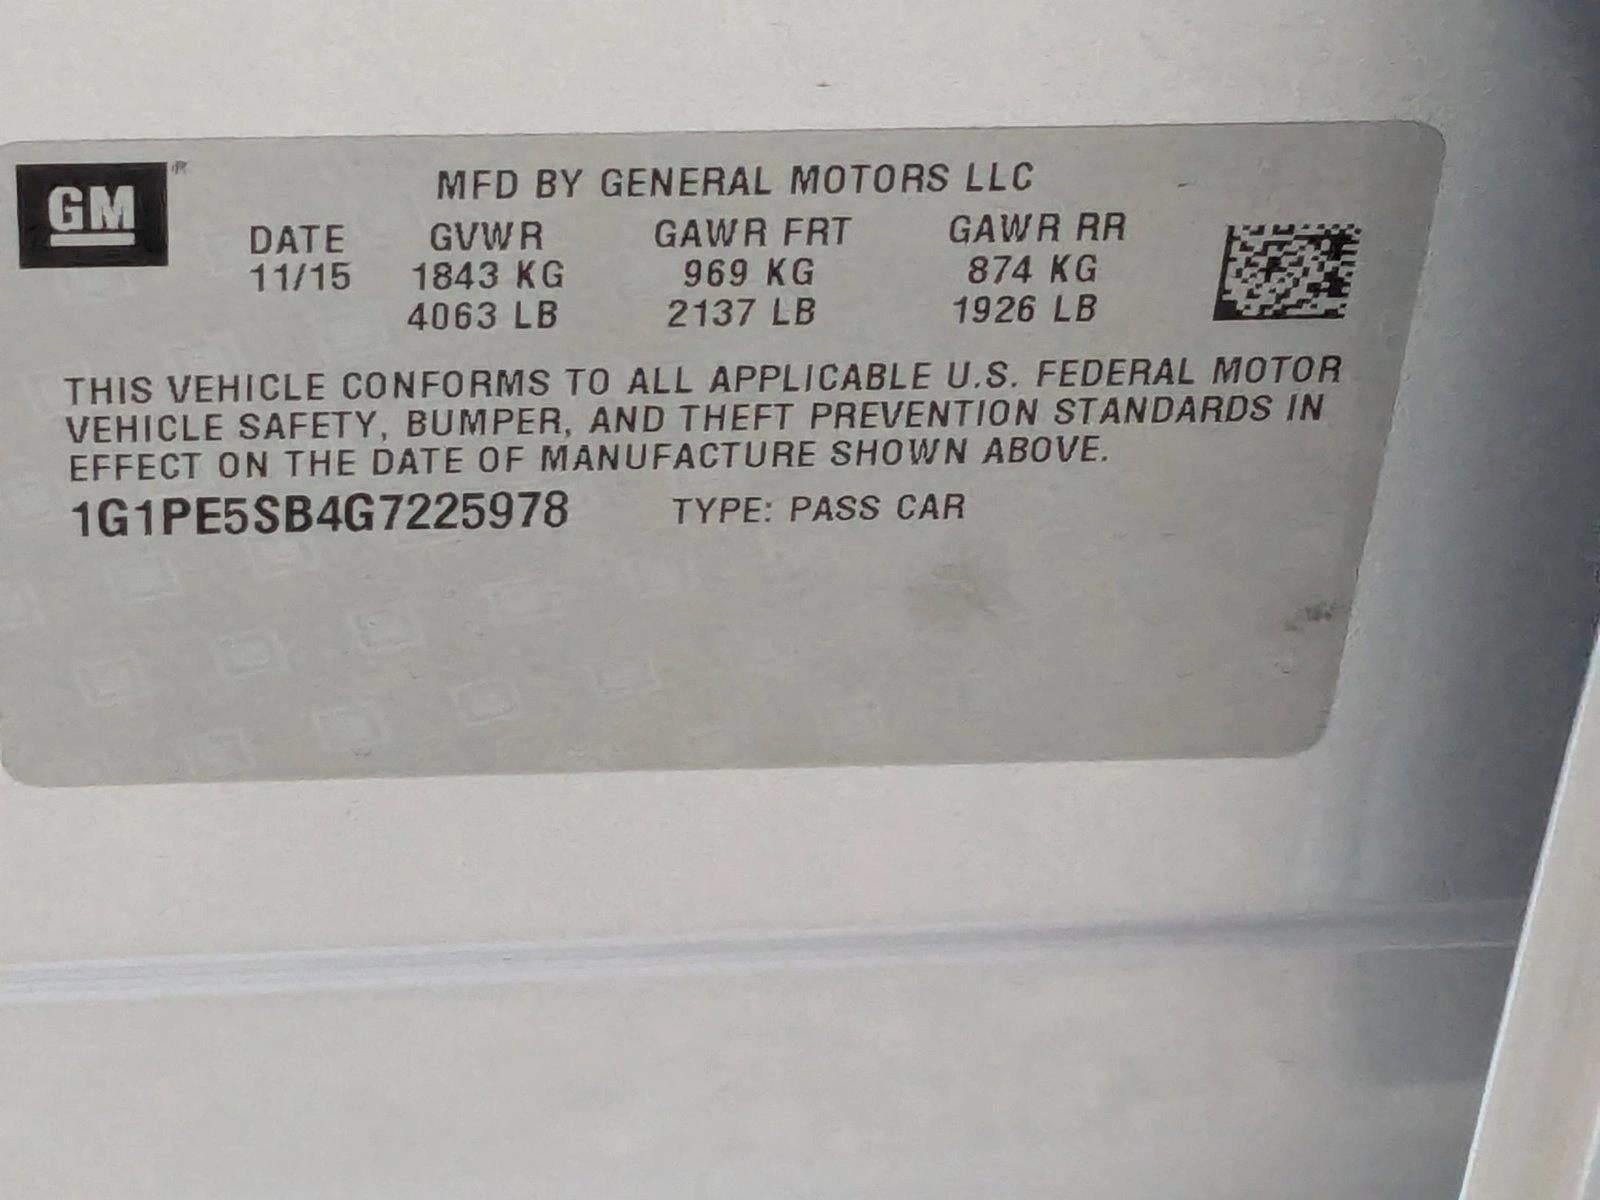 GM®
MFD BY GENERAL MOTORS LLC
DATE GVWR GAWR FRT GAWR RR
11/15 1843 KG 969 KG 874 KG
4063 LB 2137 LB 1926 LB
THIS VEHICLE CONFORMS TO ALL APPLICABLE U.S. FEDERAL MOTOR
VEHICLE SAFETY, BUMPER, AND THEFT PREVENTION STANDARDS IN
EFFECT ON THE DATE OF MANUFACTURE SHOWN ABOVE.
1G1PE5SB4G7225978 TYPE: PASS CAR